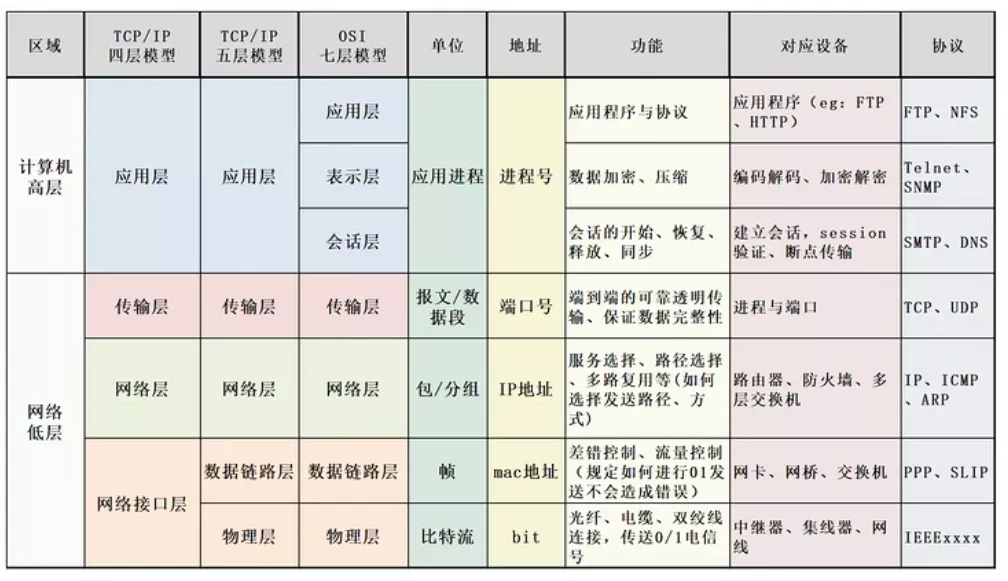 区域
TCP/IP
四层模型
TCP/IP
五层模型
OSI
七层模型
单位
地址
功能
对应设备
协议
计算机
高层
应用层
应用层
应用层
应用进程
进程号
应用程序与协议
应用程序（eg：FTP
、HTTP）
FTP、NFS
表示层
数据加密、压缩
编码解码、加密解密
Telnet、
SNMP
会话层
会话的开始、恢复、
释放、同步
建立会话，session
验证、断点传输
SMTP、DNS
网络
低层
传输层
传输层
传输层
报文/数
据段
端口号
端到端的可靠透明传
输、保证数据完整性
进程与端口
TCP、UDP
网络层
网络层
网络层
包/分组
IP地址
服务选择、路径选择
、多路复用等(如何
选择发送路径、方
式)
路由器、防火墙、多
层交换机
IP、ICMP
、ARP
网络接口层
数据链路层
数据链路层
帧
mac地址
差错控制、流量控制
（规定如何进行01发
送不会造成错误）
网卡、网桥、交换机
PPP、SLIP
物理层
物理层
比特流
bit
光纤、电缆、双绞线
连接，传送0/1电信
号
中继器、集线器、网
线
IEEExxxx